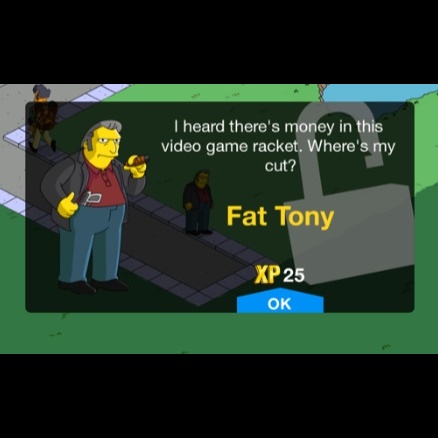 I heard there's money in this
video game racket. Where's my
cut?
Fat Tony
XP 25
OK